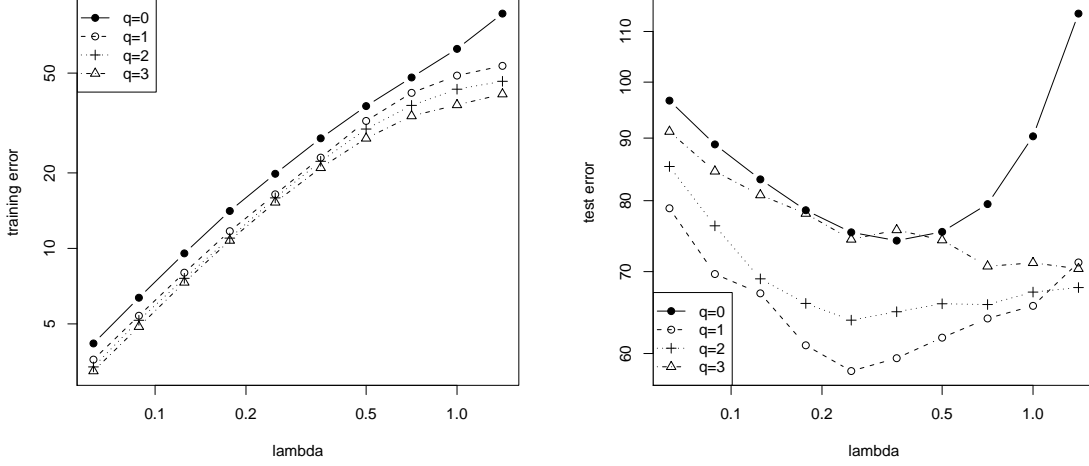 q=0
q=1
q=2
q=3
50
20
10
5
training error
0.1 0.2 0.5 1.0
lambda
110
100
90
80
70
60
test error
q=0
q=1
q=2
q=3
0.1 0.2 0.5 1.0
lambda